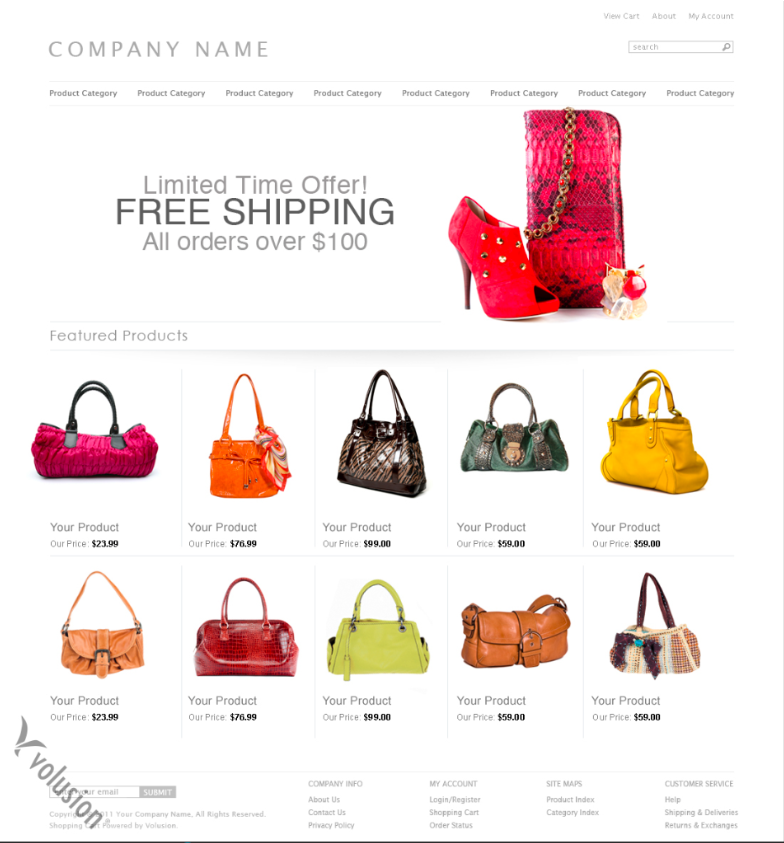 View Cart About My Account
COMPANY NAME
search
Product Category Product Category Product Category Product Category Product Category Product Category Product Category Product Category
Limited Time Offer!
FREE SHIPPING
All orders over $100
Featured Products
Your Product Your Product Your Product Your Product Your Product
Our Price: $23.99 Our Price: $76.99 Our Price: $99.00 Our Price: $59.00 Our Price: $59.00
Your Product Your Product Your Product Your Product Your Product
Our Price: $23.99 Our Price: $76.99 Our Price: $99.00 Our Price: $59.00 Our Price: $59.00
volusion
your email SUBMIT
2011 Your Company Name, All Rights Reserved.
Shopping Cart Powered by Volusion.
COMPANY INFO
About Us
Contact Us
Privacy Policy
MY ACCOUNT
Login/Register
Shopping Cart
Order Status
SITE MAPS
Product Index
Category Index
CUSTOMER SERVICE
Help
Shipping & Deliveries
Returns & Exchanges